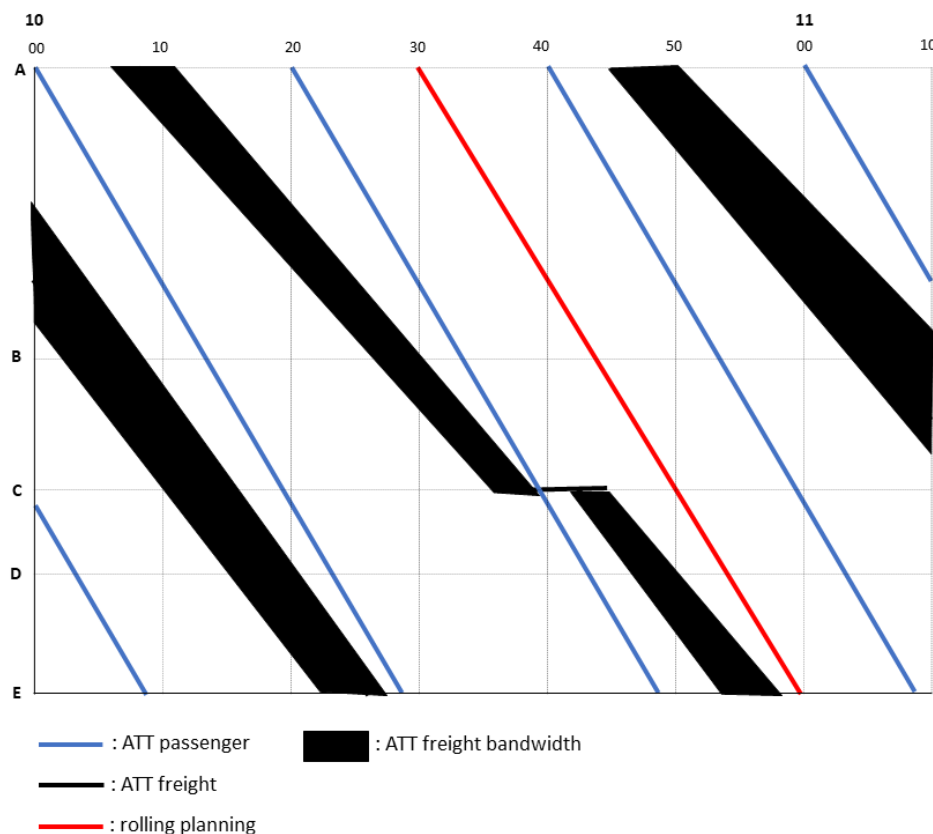 10 11
00 10 20 30 40 50 00 10
A
B
C
D
E
: ATT passenger : ATT freight bandwidth
: ATT freight
: rolling planning